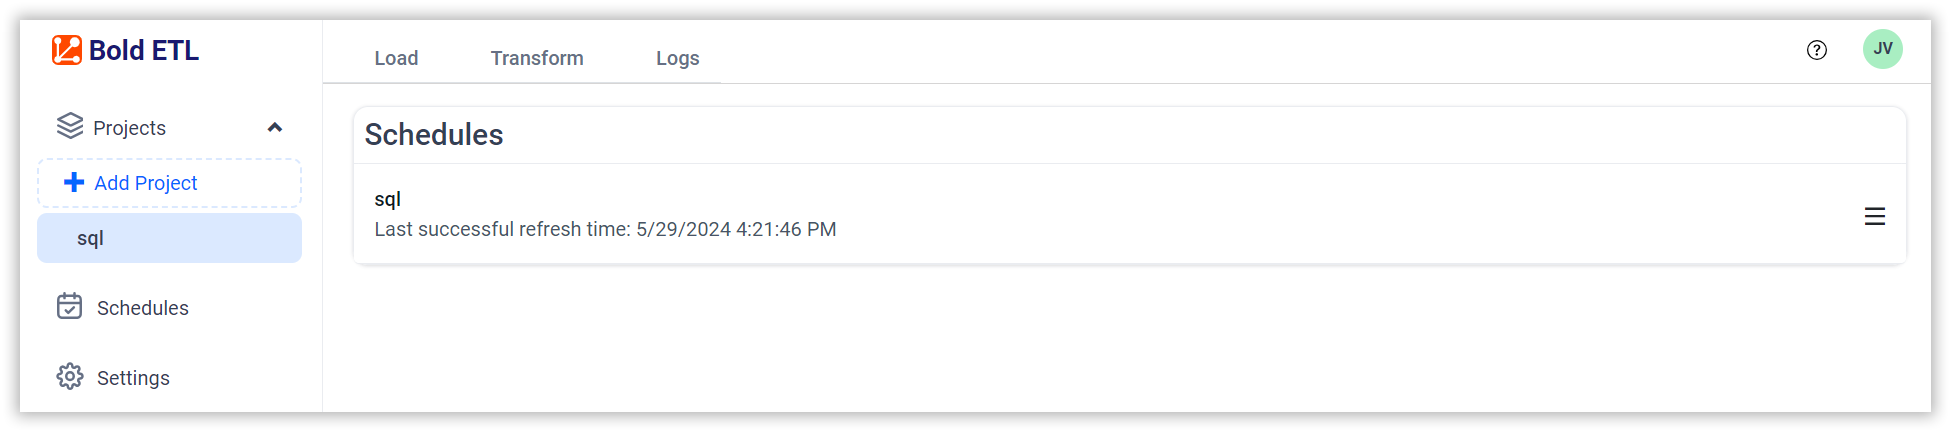 Bold ETL
Load
Transform
Logs
?
JV
Projects
Add Project
sql
Schedules
Settings
Schedules
sql
Last successful refresh time: 5/29/2024 4:21:46 PM